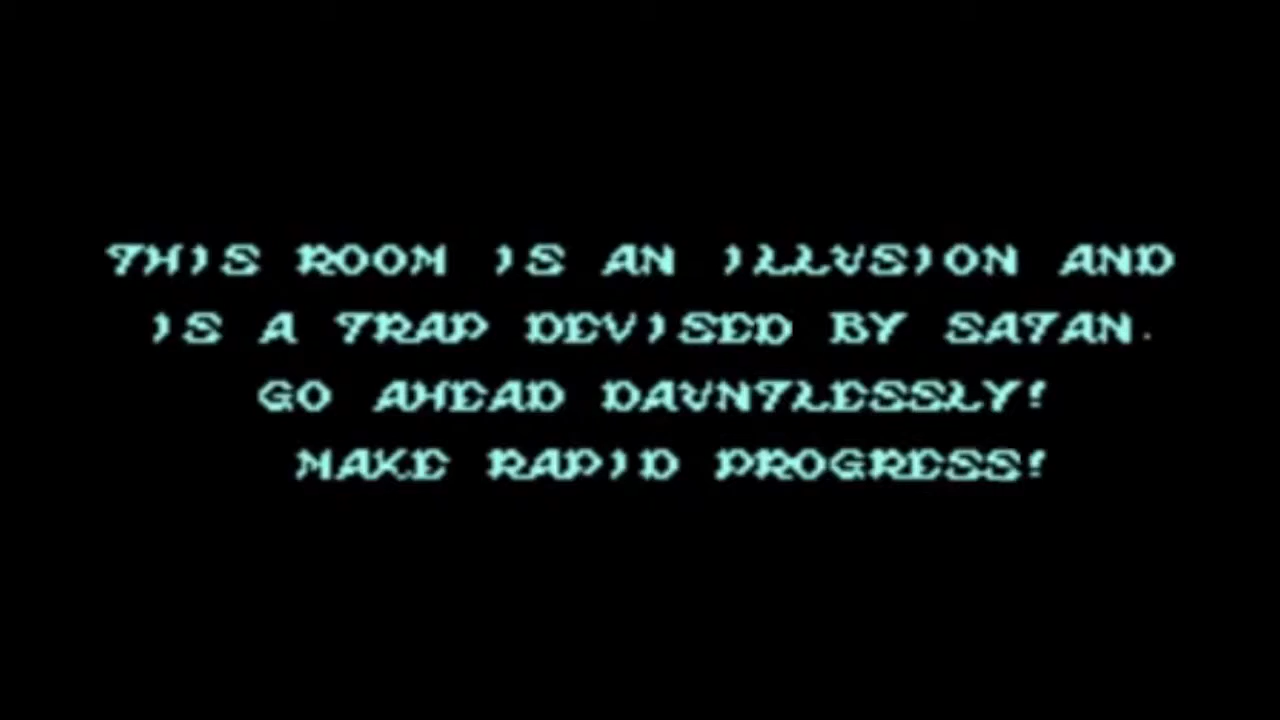 THIS ROOM IS AN ILLUSION AND
IS A TRAP DEVISED BY SATAN.
GO AHEAD DAUNTLESSLY!
MAKE RAPID PROGRESS!